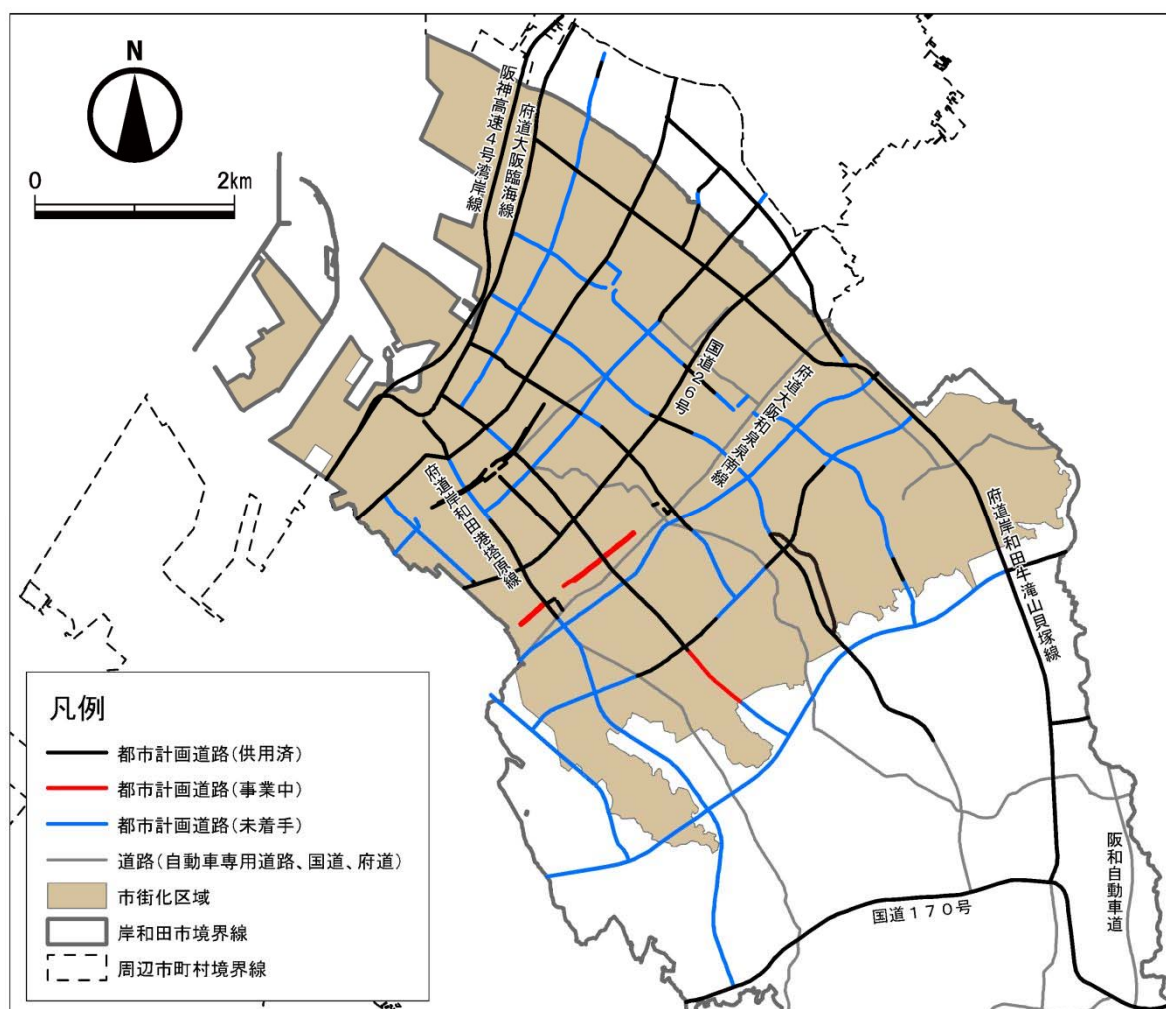 N
0 2km
阪神高速4号湾岸線
府道大阪臨海線
国道26号
府道大阪和泉泉南線
府道岸和田港塔原線
府道岸和田牛滝山貝塚線
阪和自動車道
国道170号
凡例
都市計画道路(供用済)
都市計画道路(事業中)
都市計画道路(未着手)
道路(自動車専用道路、国道、府道)
市街化区域
岸和田市境界線
周辺市町村境界線